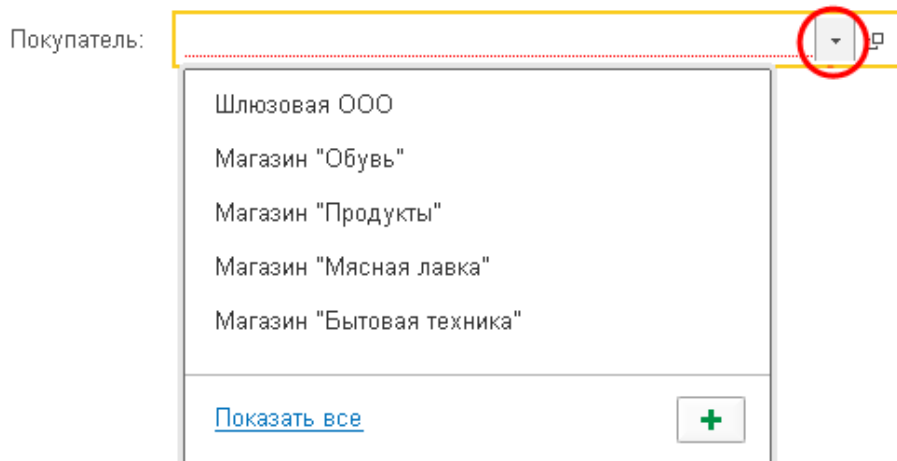 Покупатель:
Шлюзовая ООО
Магазин "Обувь"
Магазин "Продукты"
Магазин "Мясная лавка"
Магазин "Бытовая техника"
Показать все